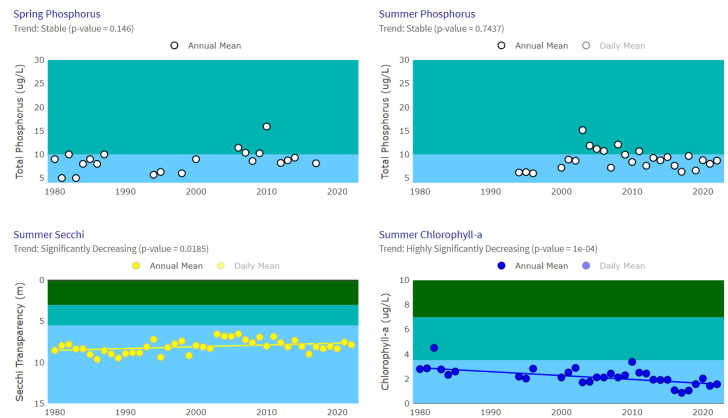 Spring Phosphorus
Trend: Stable (p-value = 0.146)
Annual Mean
Total Phosphorus (ug/L)
30
25
20
15
10
5
1980 1990 2000 2010 2020
Summer Phosphorus
Trend: Stable (p-value = 0.7437)
Annual Mean Daily Mean
Total Phosphorus (ug/L)
30
25
20
15
10
5
1980 1990 2000 2010 2020
Summer Secchi
Trend: Significantly Decreasing (p-value = 0.0185)
Annual Mean Daily Mean
Secchi Transparency (m)
0
5
10
15
1980 1990 2000 2010 2020
Summer Chlorophyll-a
Trend: Highly Significantly Decreasing (p-value = 1e-04)
Annual Mean Daily Mean
Chlorophyll-a (ug/L)
10
8
6
4
2
0
1980 1990 2000 2010 2020